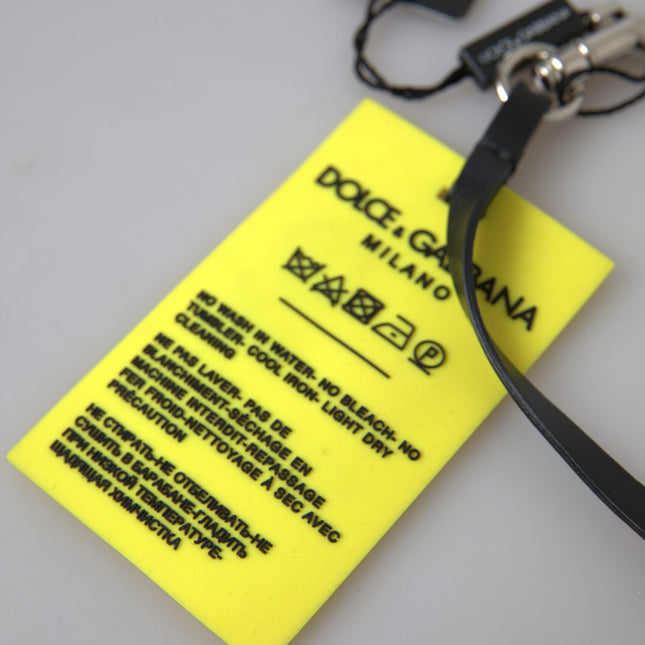 DOLCE & GABBANA
MILANO
NO WASH IN WATER- NO BLEACH- NO
TUMBLER- COOL IRON- LIGHT DRY
CLEANING
NE PAS LAVER- PAS DE
BLANCHIMENT-SÉCHAGE EN
MACHINE INTERDIT-REPASSAGE
FER FROID-NETTOYAGE À SEC AVEC
PRÉCAUTION
НЕ СТИРАТЬ-НЕ ОТБЕЛИВАТЬ-НЕ
СУШИТЬ В БАРАБАНЕ-ГЛАДИТЬ
ПРИ НИЗКОЙ ТЕМПЕРАТУРЕ-
ЩАДЯЩАЯ ХИМЧИСТКА
P